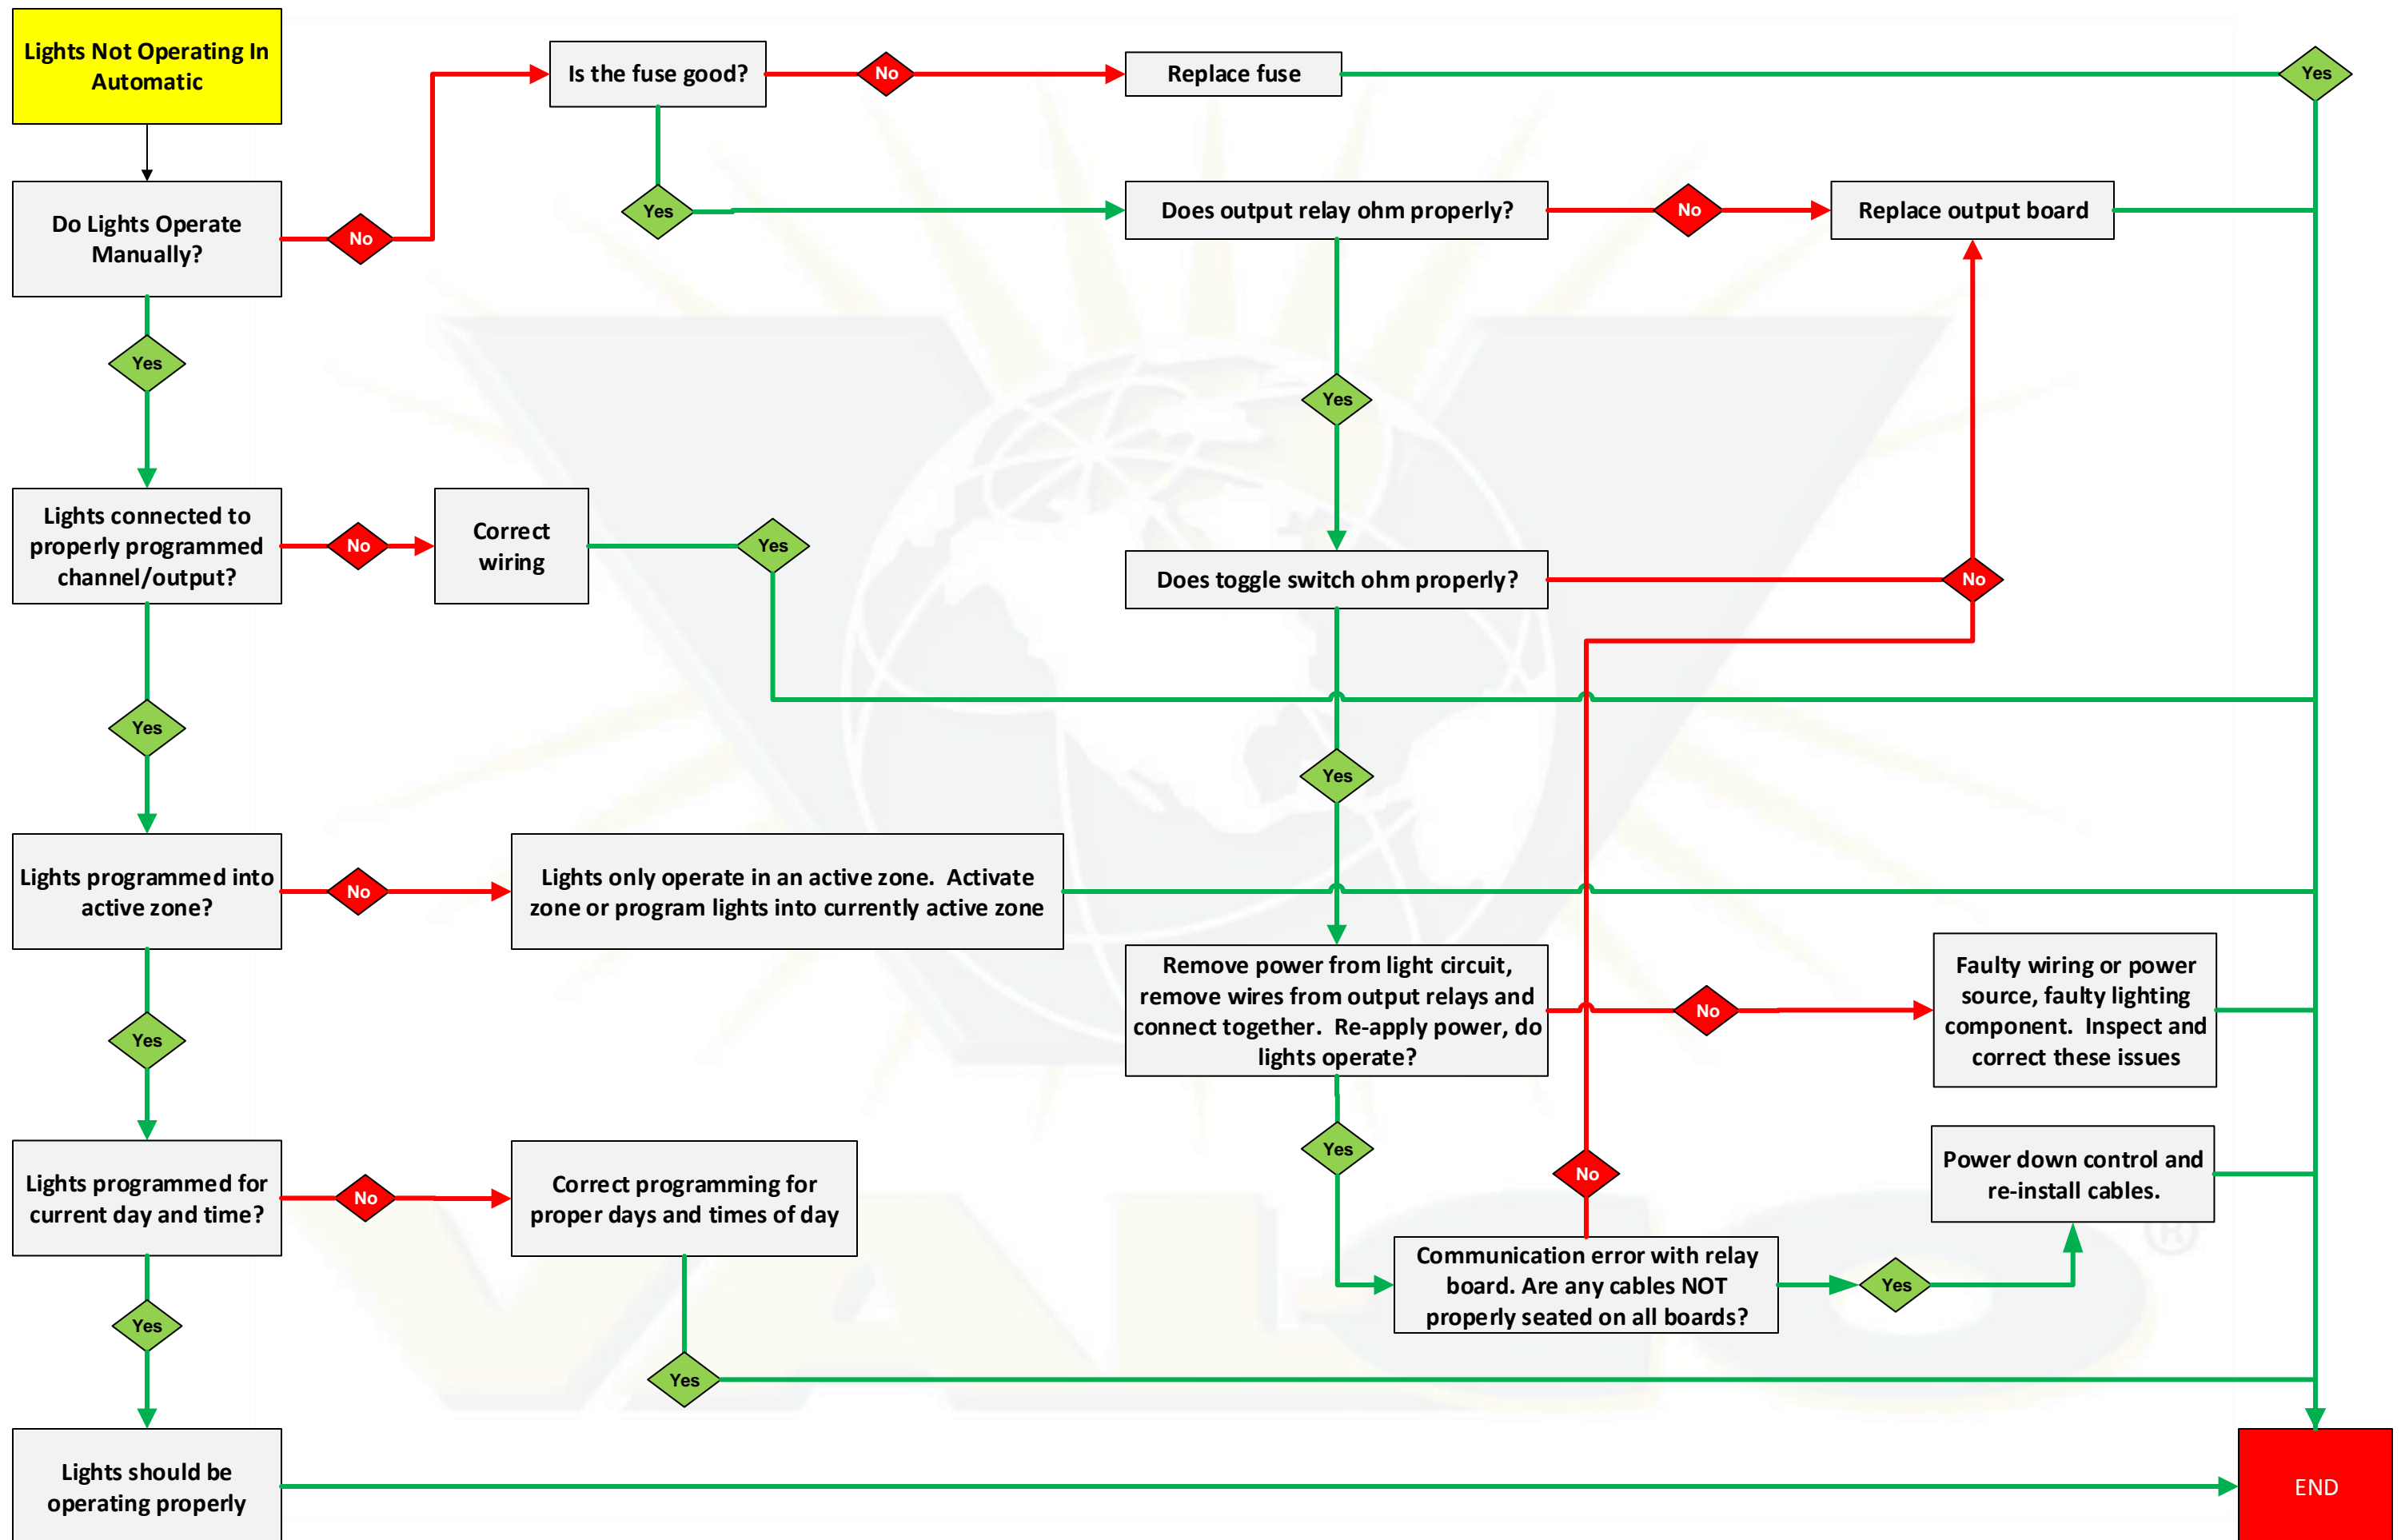 Lights Not Operating In
Automatic
Is the fuse good?
No
Replace fuse
Yes
Do Lights Operate
Manually?
No
Yes
Does output relay ohm properly?
No
Replace output board
Yes
Yes
Lights connected to
properly programmed
channel/output?
No
Correct
wiring
Yes
Does toggle switch ohm properly?
No
Yes
Yes
Lights programmed into
active zone?
No
Lights only operate in an active zone.  Activate
zone or program lights into currently active zone
Remove power from light circuit,
remove wires from output relays and
connect together.  Re-apply power, do
lights operate?
No
Faulty wiring or power
source, faulty lighting
component.  Inspect and
correct these issues
Yes
Yes
Lights programmed for
current day and time?
No
Correct programming for
proper days and times of day
No
Power down control and
re-install cables.
Communication error with relay
board. Are any cables NOT
properly seated on all boards?
Yes
Yes
Yes
Lights should be
operating properly
END
VALCO
®